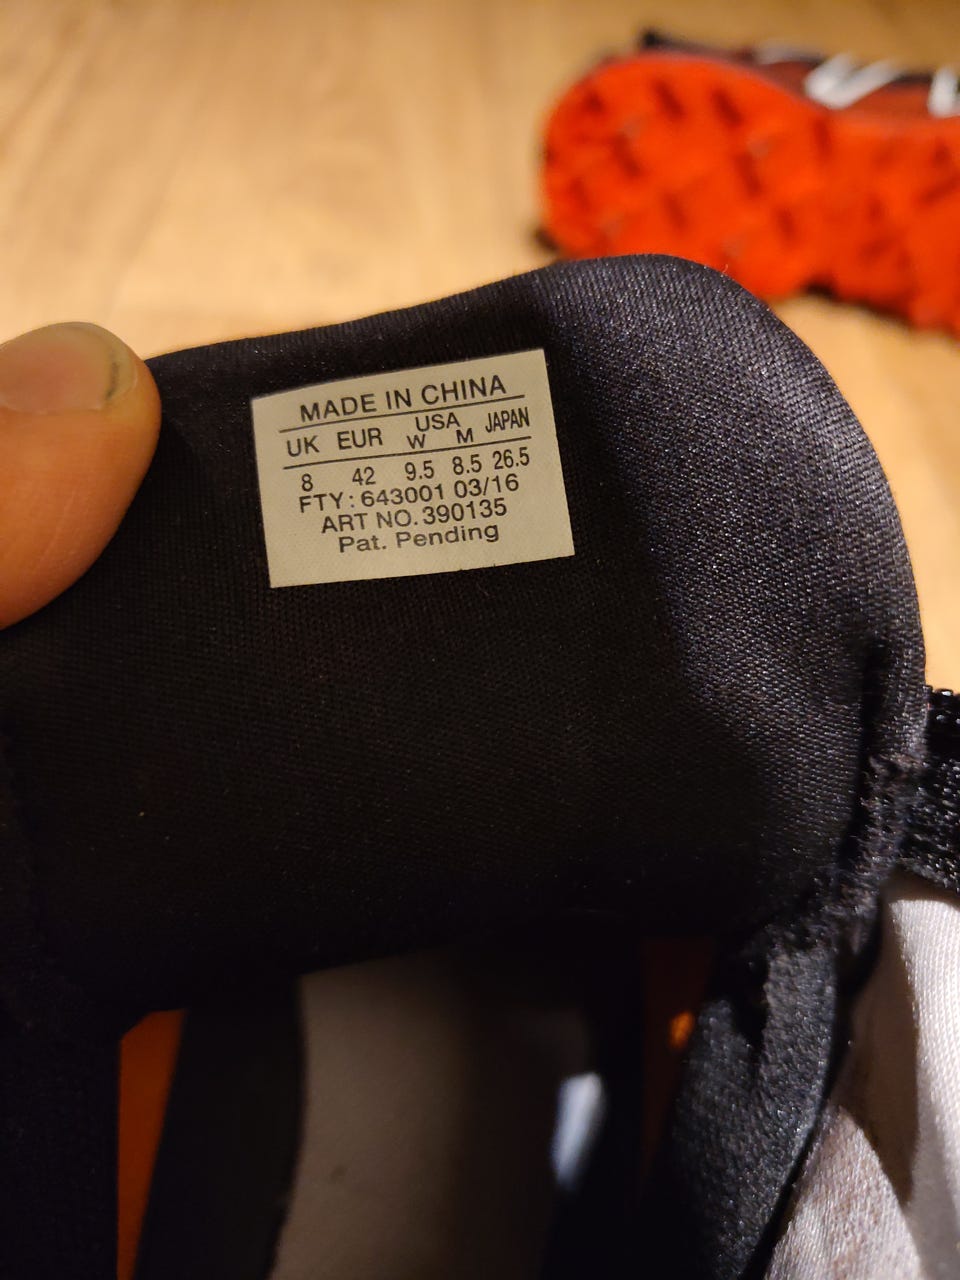 MADE IN CHINA
UK EUR USA JAPAN
W M
8 42 9.5 8.5 26.5
FTY: 643001 03/16
ART NO. 390135
Pat. Pending